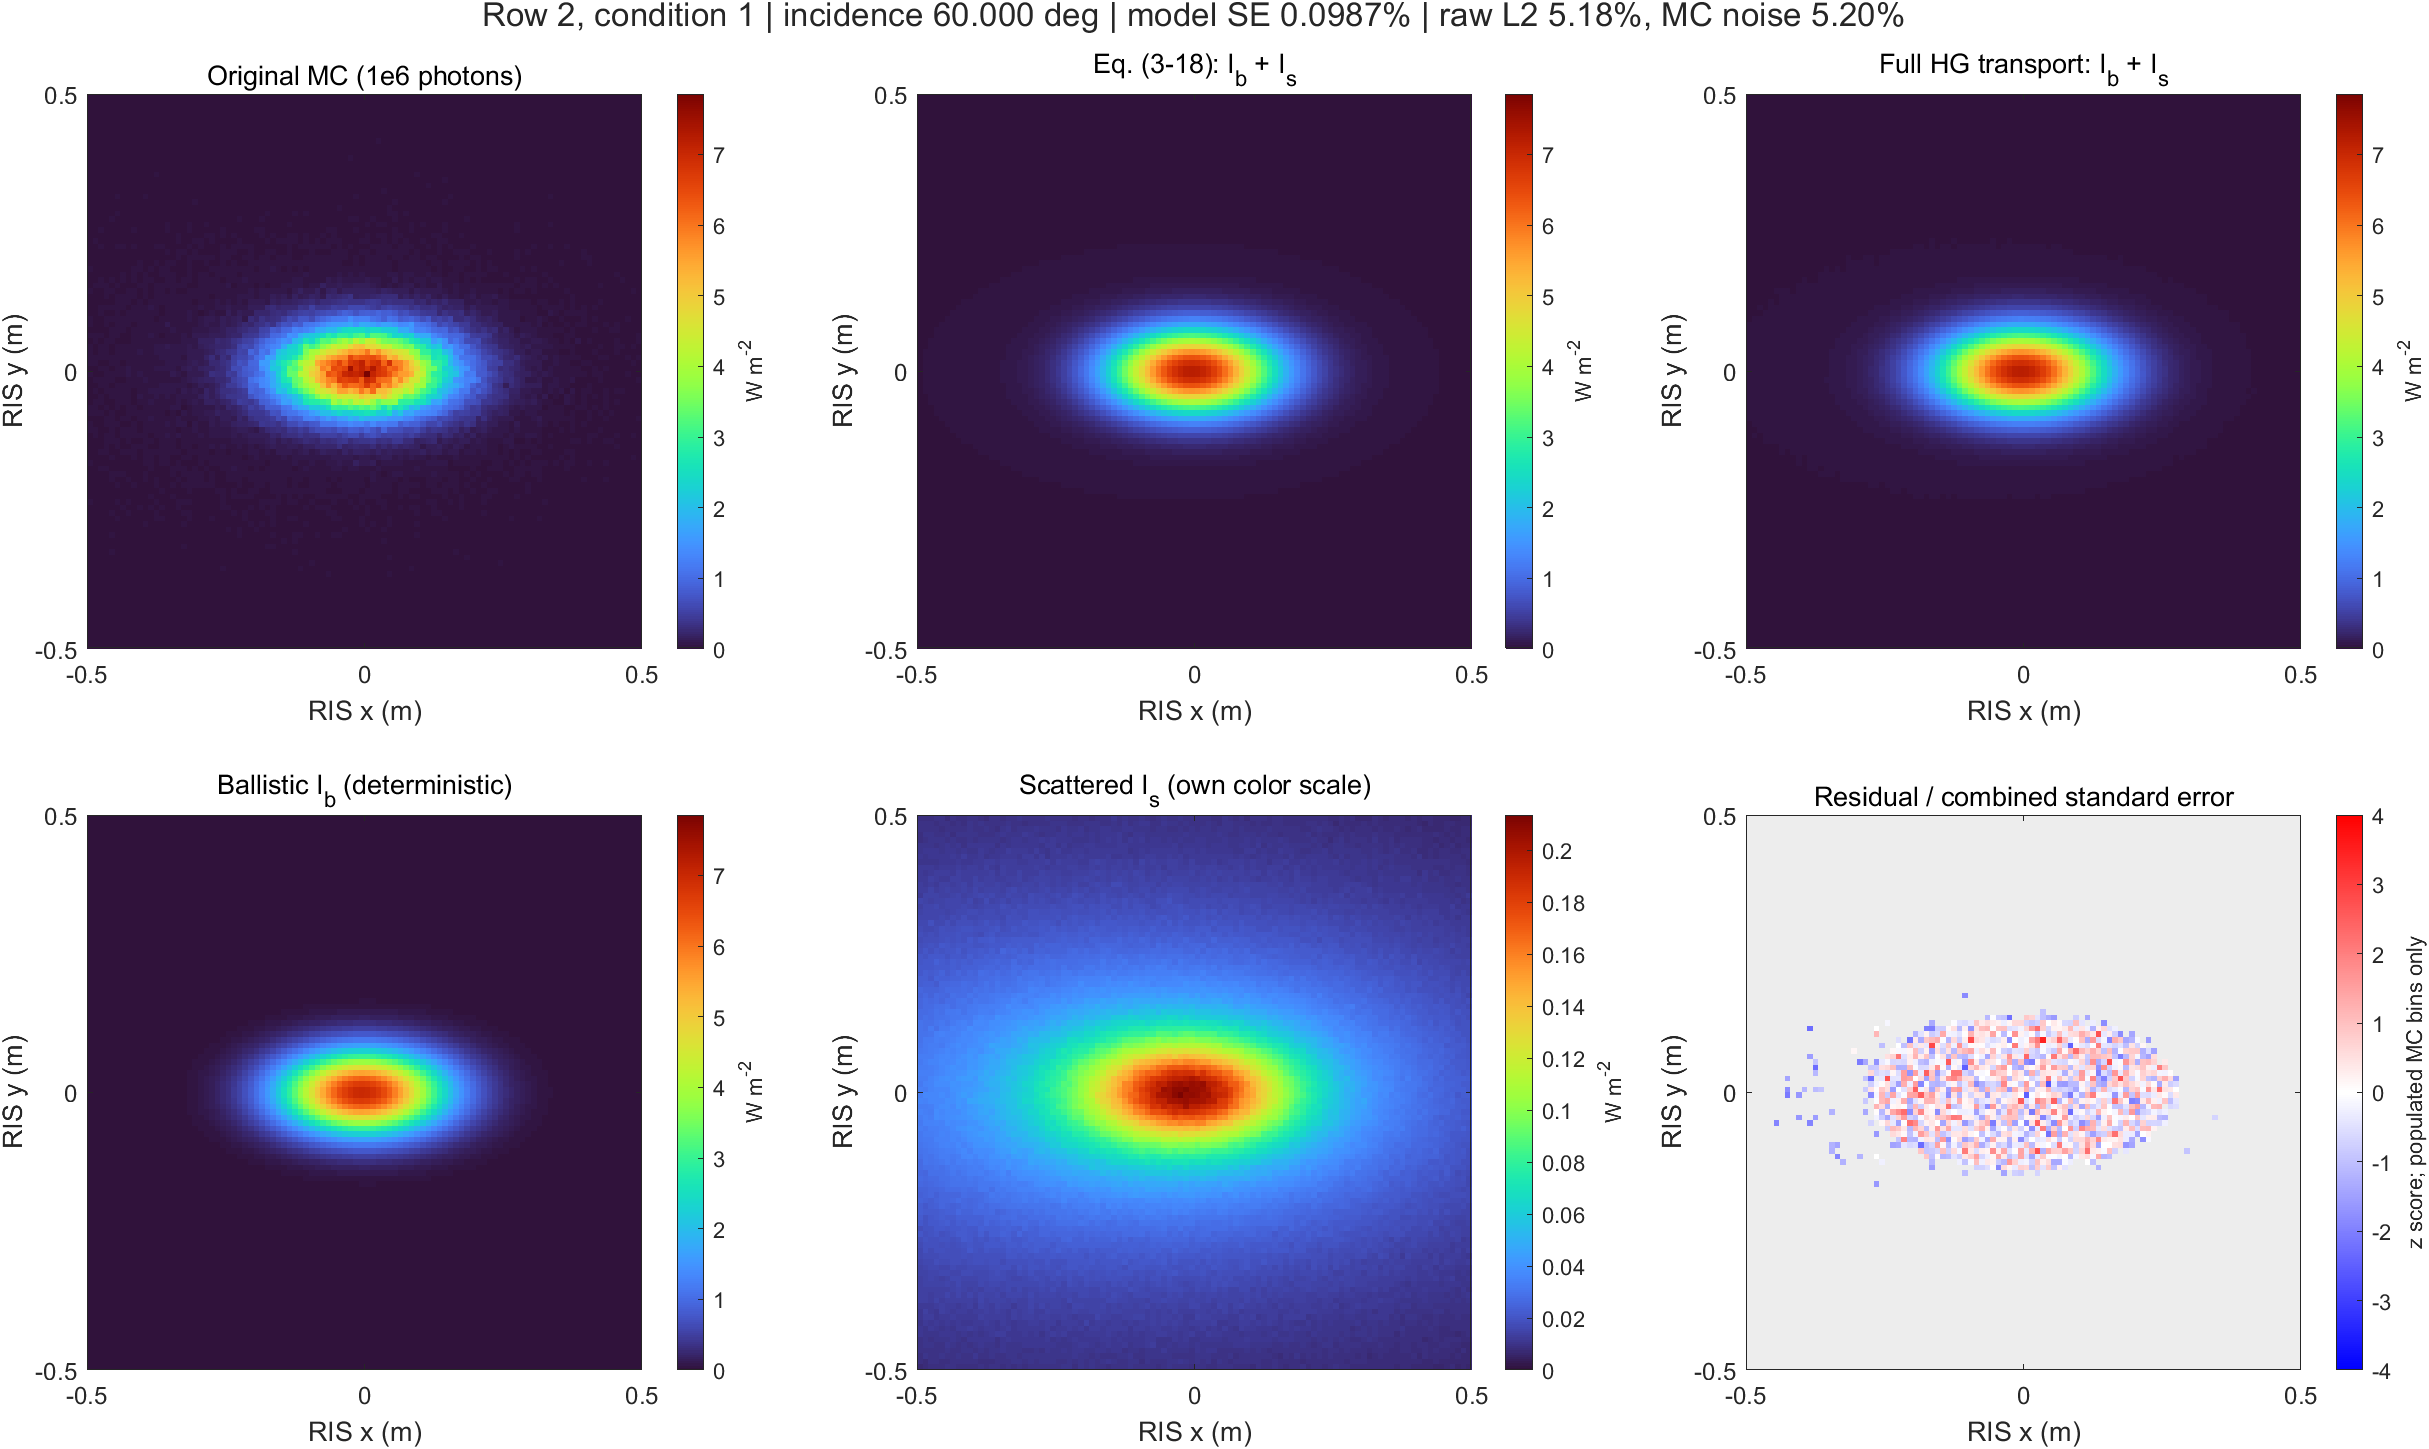 Row 2, condition 1 | incidence 60.000 deg | model SE 0.0987% | raw L2 5.18%, MC noise 5.20%
Original MC (1e6 photons)
0.5
0
-0.5
-0.5 0 0.5
RIS x (m)
RIS y (m)
7
6
5
4
3
2
1
0
W m-2
Eq. (3-18): Ib + Is
0.5
0
-0.5
-0.5 0 0.5
RIS x (m)
RIS y (m)
7
6
5
4
3
2
1
0
W m-2
Full HG transport: Ib + Is
0.5
0
-0.5
-0.5 0 0.5
RIS x (m)
RIS y (m)
7
6
5
4
3
2
1
0
W m-2
Ballistic Ib (deterministic)
0.5
0
-0.5
-0.5 0 0.5
RIS x (m)
RIS y (m)
7
6
5
4
3
2
1
0
W m-2
Scattered Is (own color scale)
0.5
0
-0.5
-0.5 0 0.5
RIS x (m)
RIS y (m)
0.2
0.18
0.16
0.14
0.12
0.1
0.08
0.06
0.04
0.02
0
W m-2
Residual / combined standard error
0.5
0
-0.5
-0.5 0 0.5
RIS x (m)
RIS y (m)
4
3
2
1
0
-1
-2
-3
-4
z score; populated MC bins only